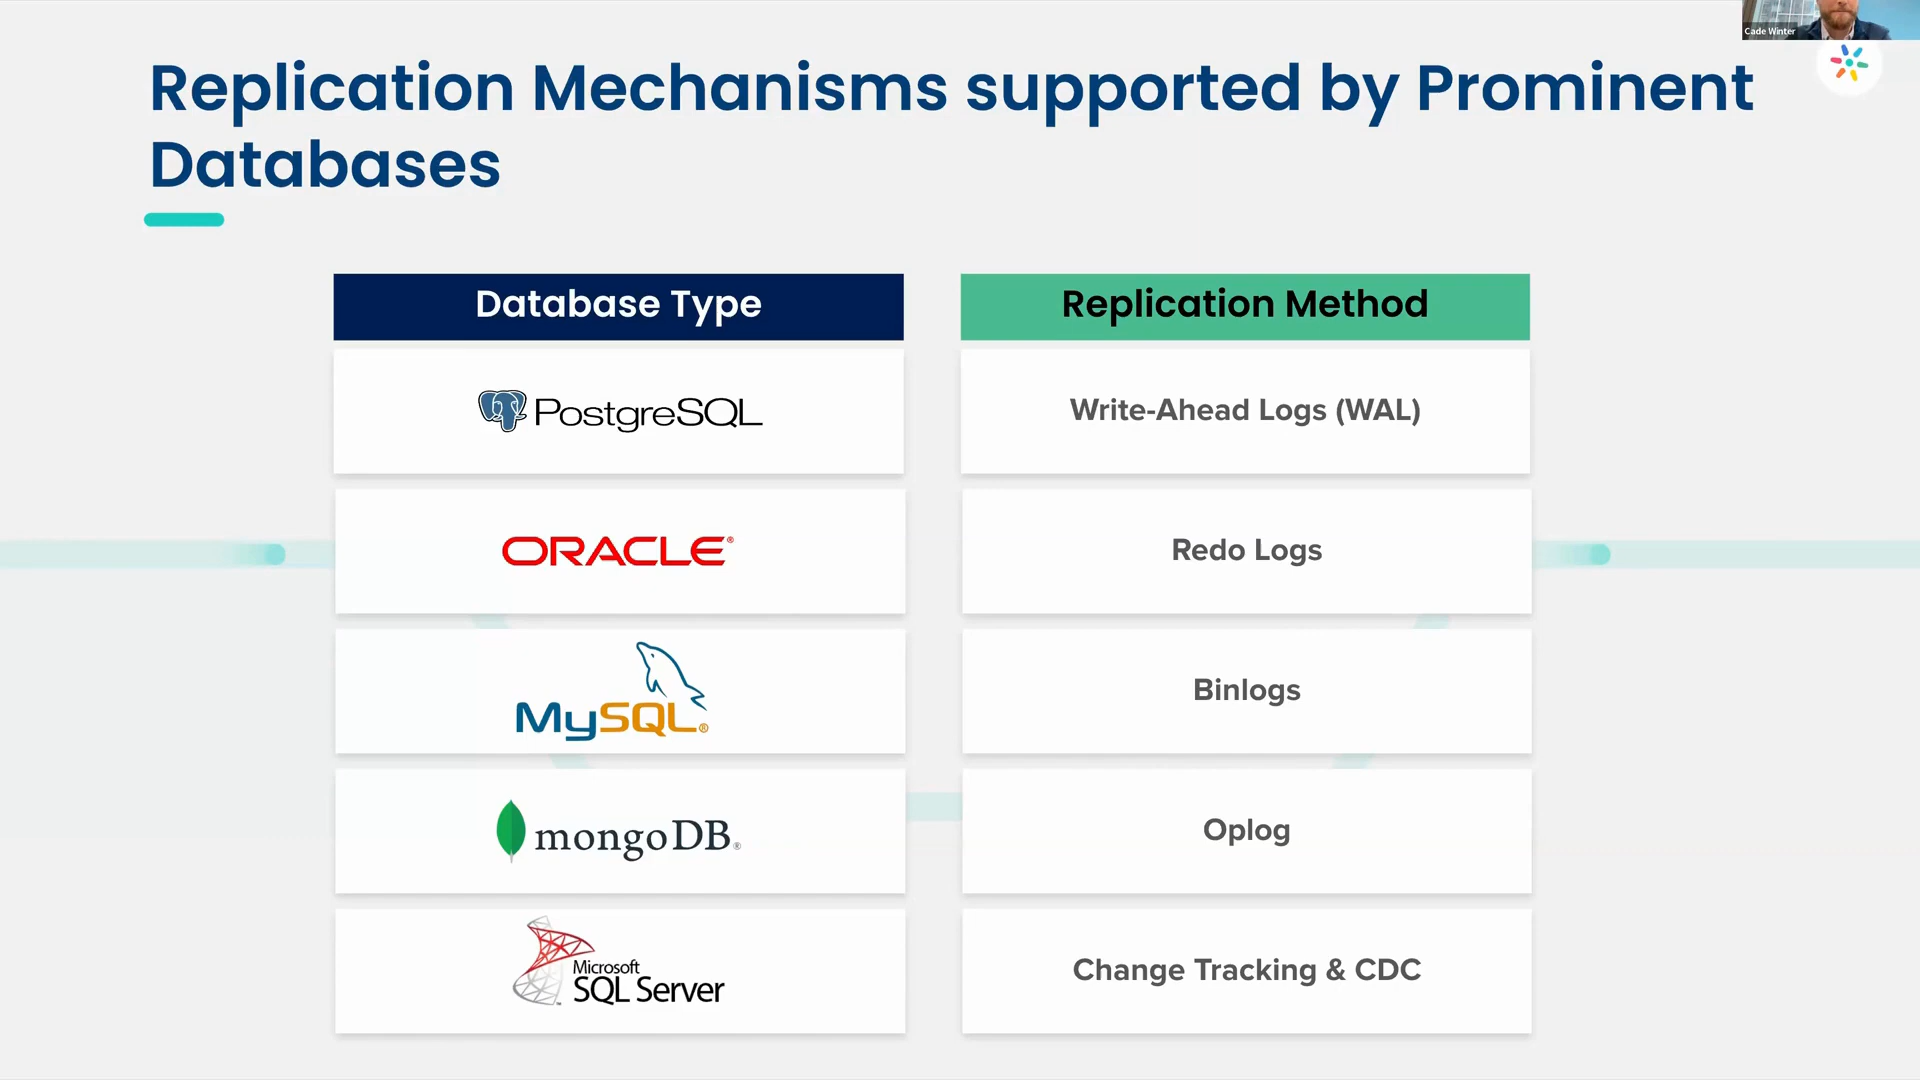 Cade Winter
Replication Mechanisms supported by Prominent
Databases
Database Type
Replication Method
PostgreSQL
Write-Ahead Logs (WAL)
ORACLE®
Redo Logs
MySQL®
Binlogs
mongoDB®
Oplog
Microsoft
SQL Server™
Change Tracking & CDC